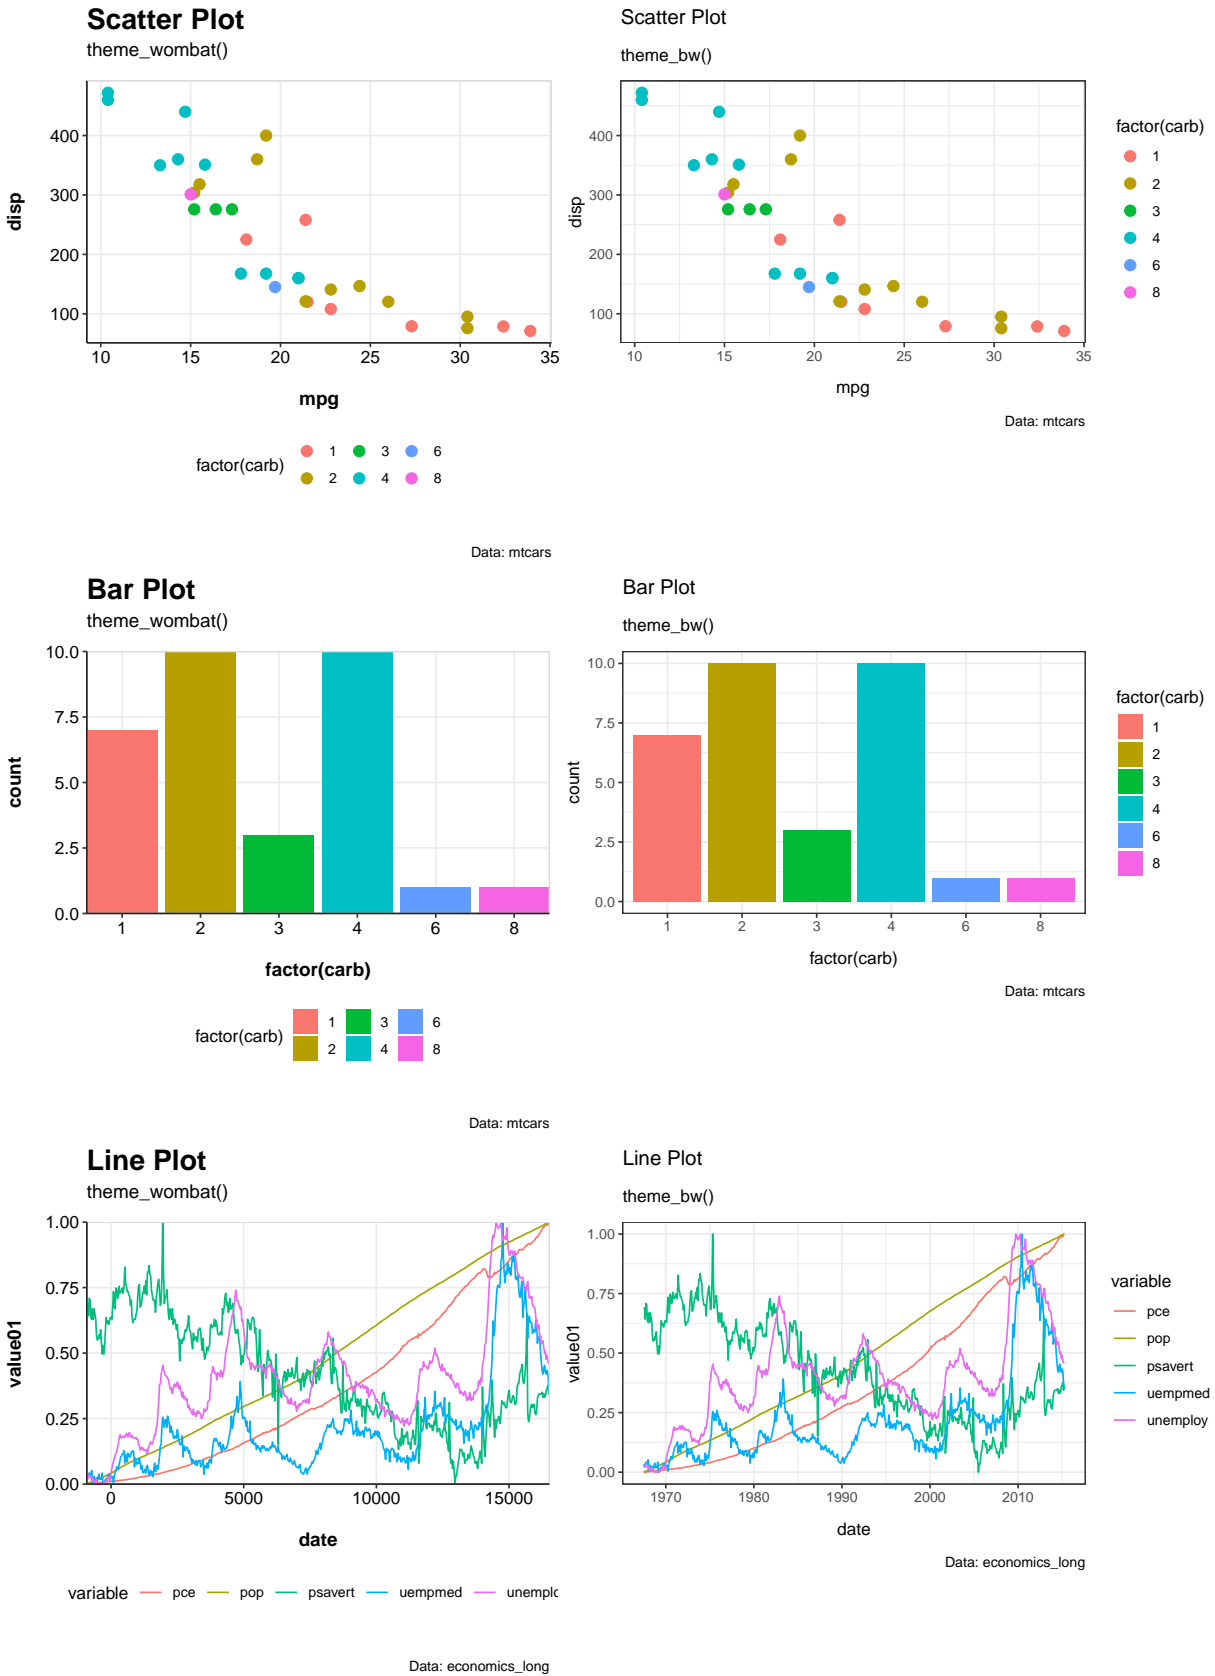 Scatter Plot
theme_wombat()
400
300
200
100
disp
10 15 20 25 30 35
mpg
factor(carb) 1 3 6
2 4 8
Data: mtcars
Scatter Plot
theme_bw()
400
300
200
100
disp
10 15 20 25 30 35
mpg
Data: mtcars
factor(carb)
1
2
3
4
6
8
Bar Plot
theme_wombat()
10.0
7.5
5.0
2.5
0.0
count
1 2 3 4 6 8
factor(carb)
factor(carb) 1 3 6
2 4 8
Data: mtcars
Bar Plot
theme_bw()
10.0
7.5
5.0
2.5
0.0
count
1 2 3 4 6 8
factor(carb)
Data: mtcars
factor(carb)
1
2
3
4
6
8
Line Plot
theme_wombat()
1.00
0.75
0.50
0.25
0.00
value01
0 5000 10000 15000
date
variable pce pop psavert uempmed unemplo
Data: economics_long
Line Plot
theme_bw()
1.00
0.75
0.50
0.25
0.00
value01
1970 1980 1990 2000 2010
date
Data: economics_long
variable
pce
pop
psavert
uempmed
unemploy